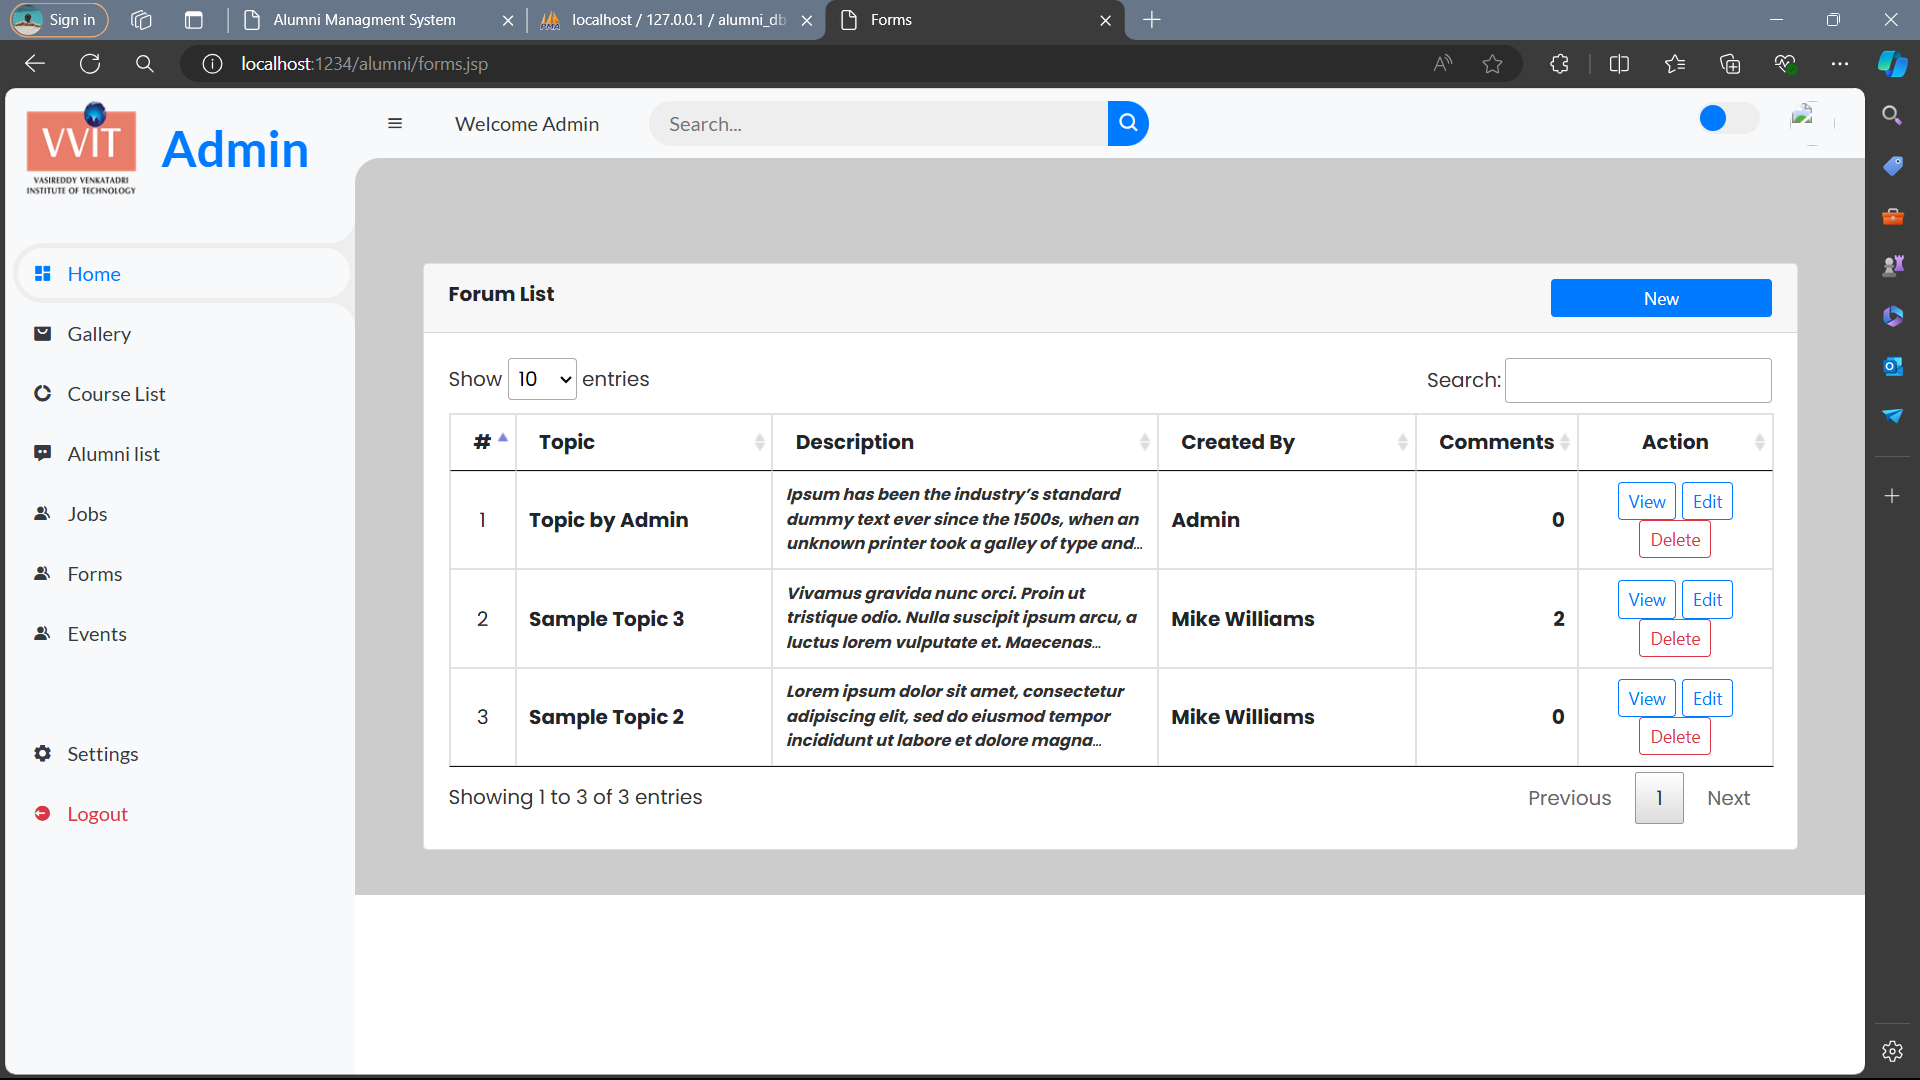 Sign in
Alumni Managment System
localhost / 127.0.0.1 / alumni_db
Forms
localhost:1234/alumni/forms.jsp
VVIT
VASIREDDY VENKATADRI
INSTITUTE OF TECHNOLOGY
Admin
Welcome Admin
Search...
Home
Gallery
Course List
Alumni list
Jobs
Forms
Events
Settings
Logout
Forum List
New
Show 10 entries
Search:
# Topic Description Created By Comments Action
1 Topic by Admin Ipsum has been the industry’s standard dummy text ever since the 1500s, when an unknown printer took a galley of type and... Admin 0 View Edit Delete
2 Sample Topic 3 Vivamus gravida nunc orci. Proin ut tristique odio. Nulla suscipit ipsum arcu, a luctus lorem vulputate et. Maecenas... Mike Williams 2 View Edit Delete
3 Sample Topic 2 Lorem ipsum dolor sit amet, consectetur adipiscing elit, sed do eiusmod tempor incididunt ut labore et dolore magna... Mike Williams 0 View Edit Delete
Showing 1 to 3 of 3 entries
Previous 1 Next